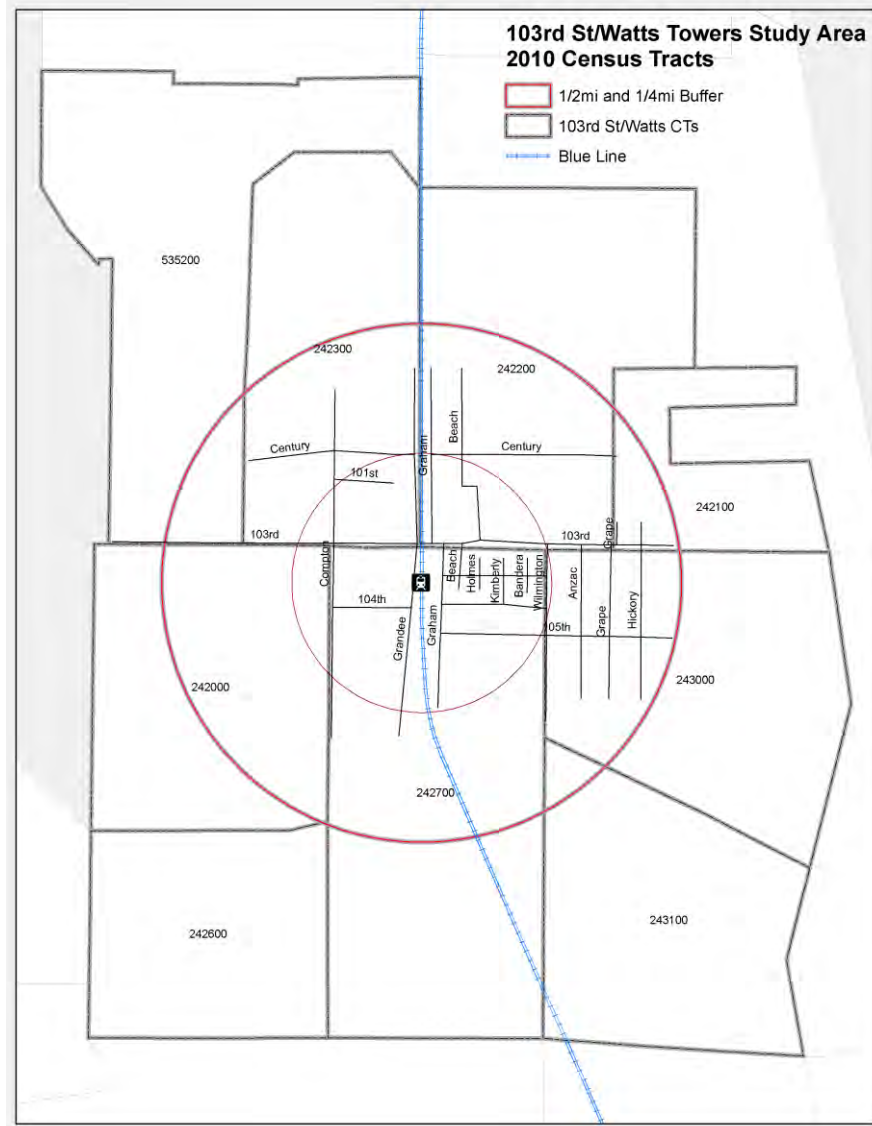 103rd St/Watts Towers Study Area
2010 Census Tracts
1/2mi and 1/4mi Buffer
103rd St/Watts CTs
Blue Line
535200
242300
242200
Beach
Century
Graham
Century
101st
242100
103rd
103rd
Grape
Compton
Beach
Holmes
Kimberly
Bandera
Wilmington
Anzac
Grape
Hickory
104th
Grandee
Graham
105th
242000
243000
242700
242600
243100